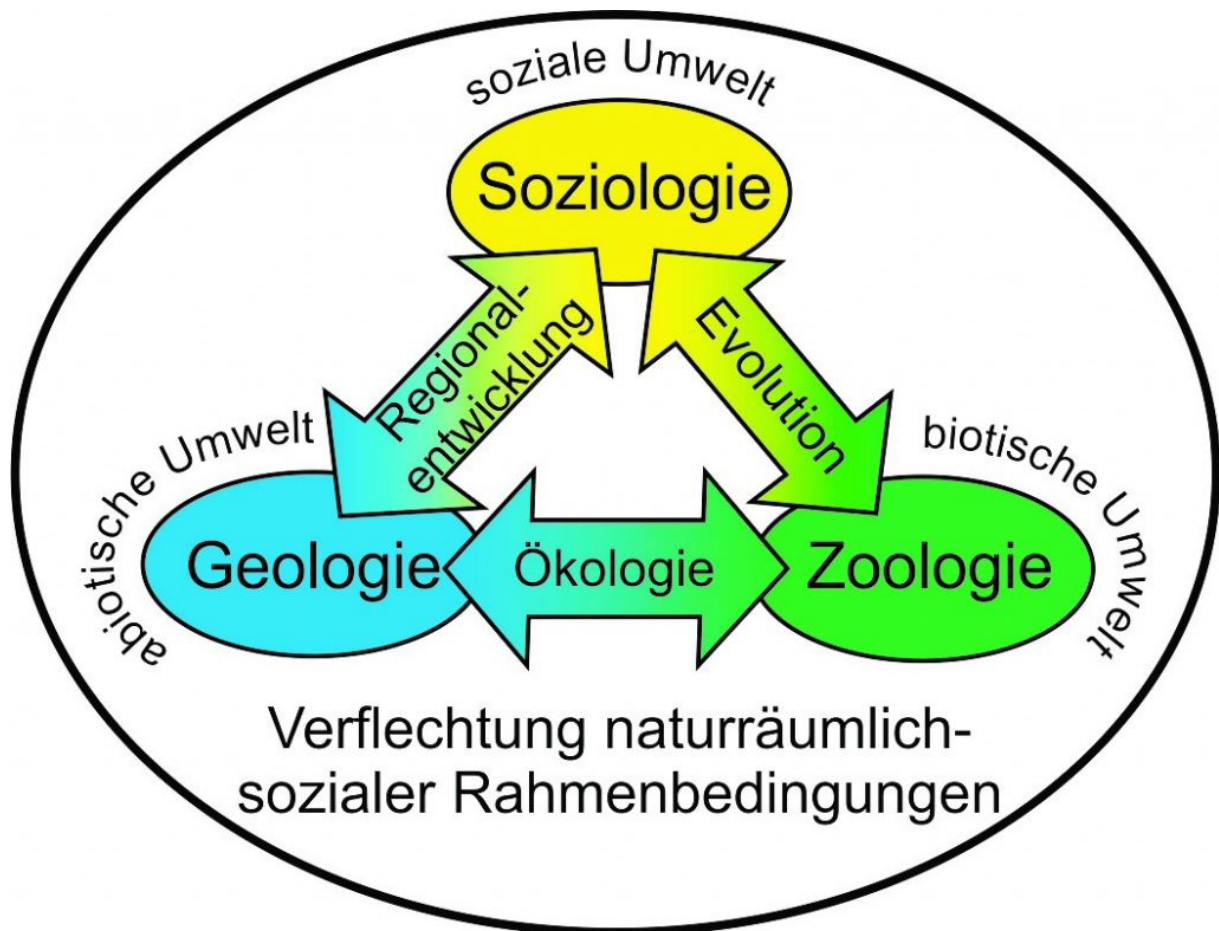 soziale Umwelt
Soziologie
Regional-
entwicklung
Evolution
abiotische Umwelt
biotische Umwelt
Geologie
Ökologie
Zoologie
Verflechtung naturräumlich-
sozialer Rahmenbedingungen